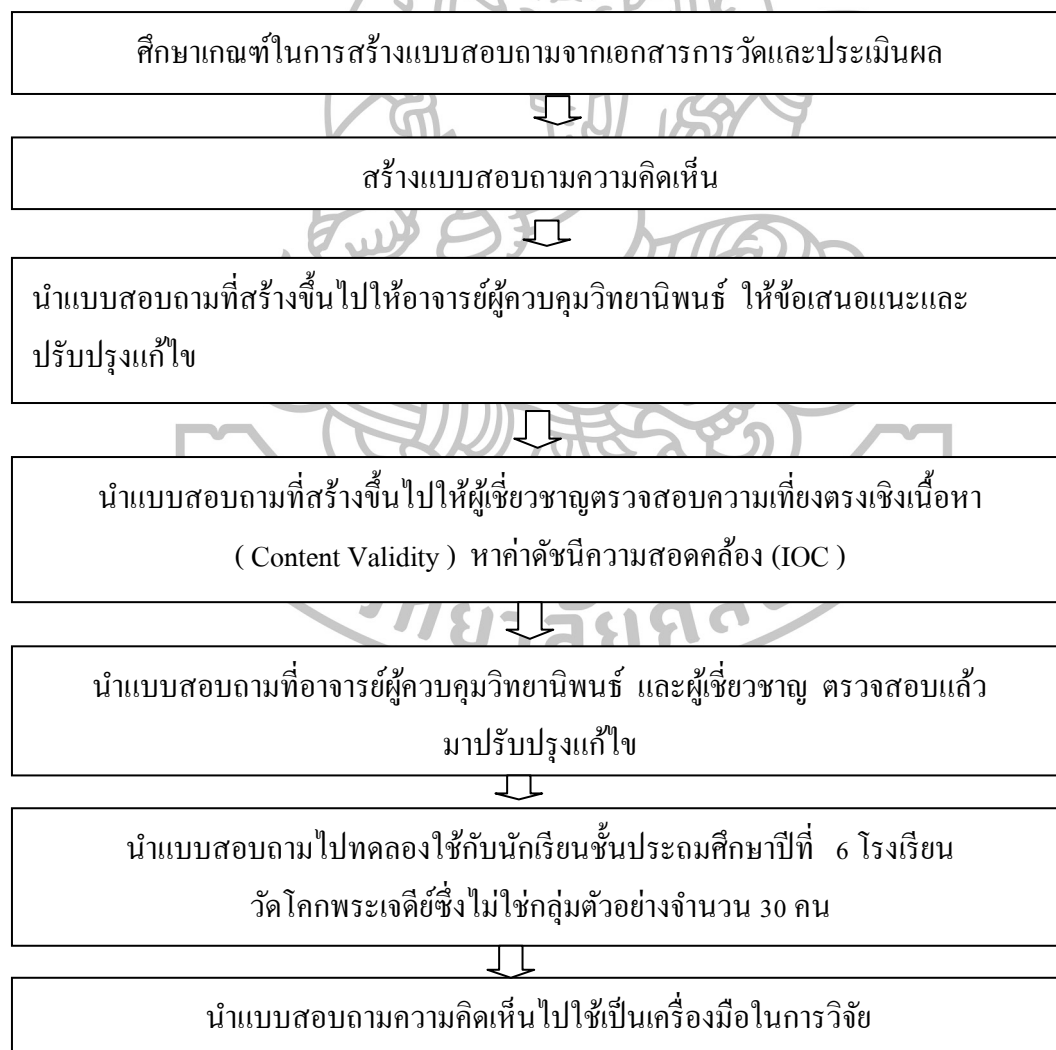 ศึกษาเกณฑ์ในการสร้างแบบสอบถามจากเอกสารการวัดและประเมินผล
สร้างแบบสอบถามความคิดเห็น
นำแบบสอบถามที่สร้างขึ้นไปให้อาจารย์ผู้ควบคุมวิทยานิพนธ์ ให้ข้อเสนอแนะและ
ปรับปรุงแก้ไข
นำแบบสอบถามที่สร้างขึ้นไปให้ผู้เชี่ยวชาญตรวจสอบความเที่ยงตรงเชิงเนื้อหา
( Content Validity ) หาค่าดัชนีความสอดคล้อง (IOC )
นำแบบสอบถามที่อาจารย์ผู้ควบคุมวิทยานิพนธ์ และผู้เชี่ยวชาญ ตรวจสอบแล้ว
มาปรับปรุงแก้ไข
นำแบบสอบถามไปทดลองใช้กับนักเรียนชั้นประถมศึกษาปีที่ 6 โรงเรียน
วัดโคกพระเจดีย์ซึ่งไม่ใช่กลุ่มตัวอย่างจำนวน 30 คน
นำแบบสอบถามความคิดเห็นไปใช้เป็นเครื่องมือในการวิจัย